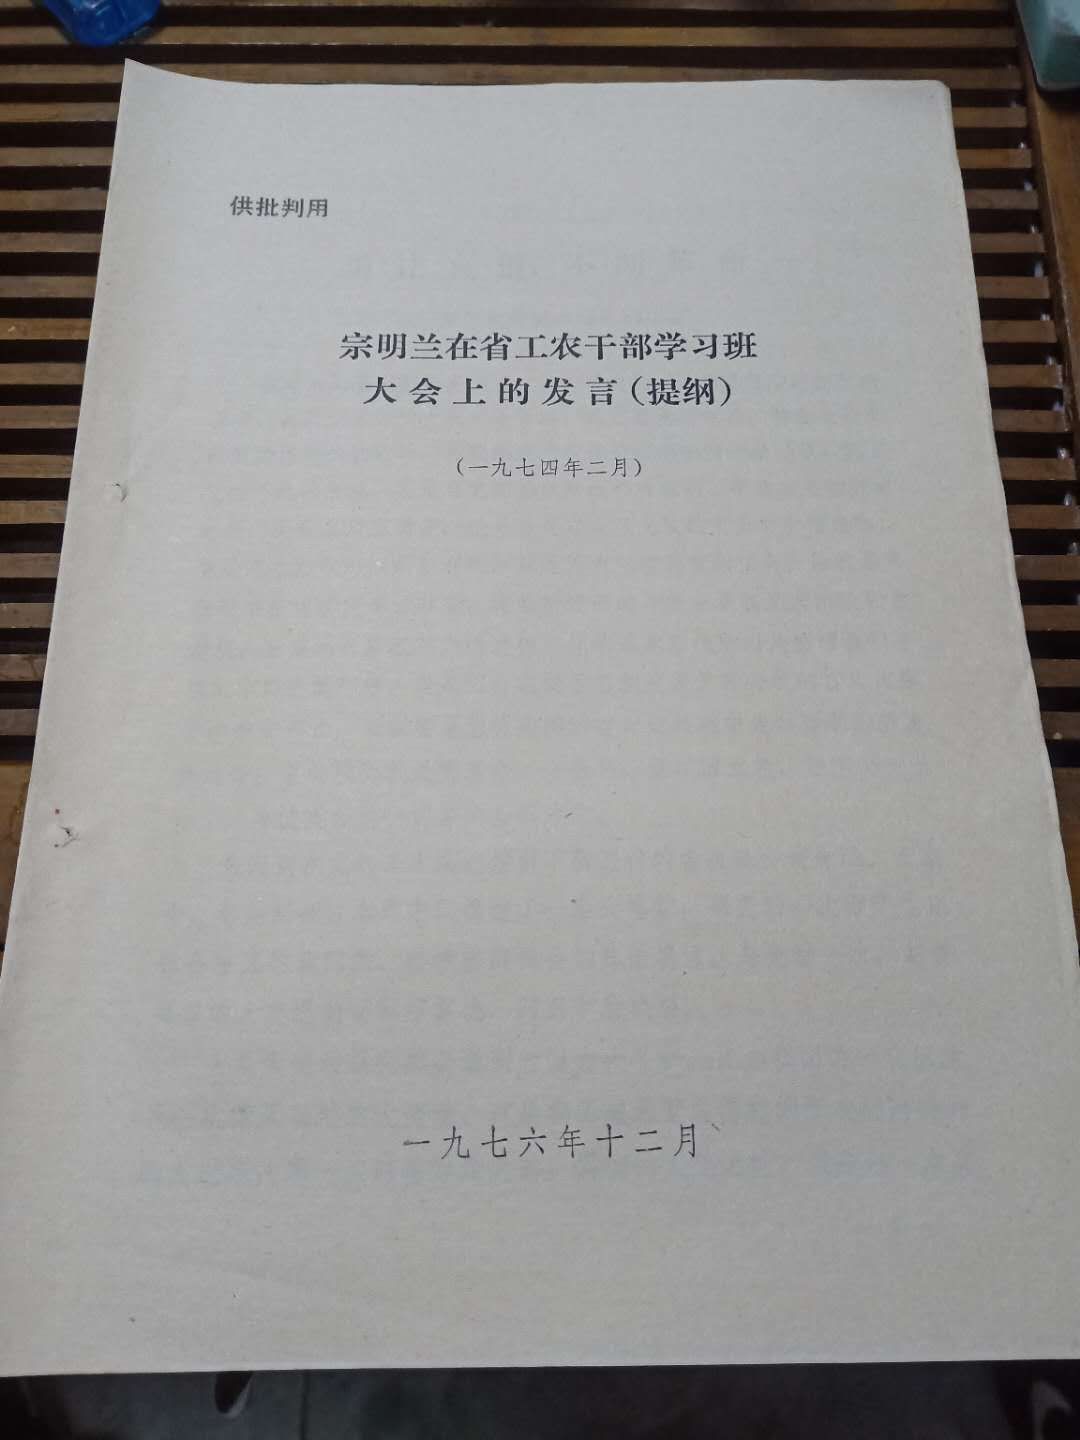 供批判用
宗明兰在省工农干部学习班
大会上的发言(提纲)
(一九七四年二月)
一九七六年十二月